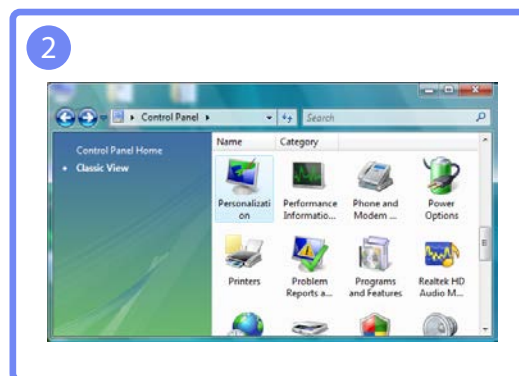 2
Control Panel
Search
Control Panel Home
Classic View
Name Category
Personalizati
on
Performance
Informatio...
Phone and
Modem ...
Power
Options
Printers
Problem
Reports a...
Programs
and Features
Realtek HD
Audio M...